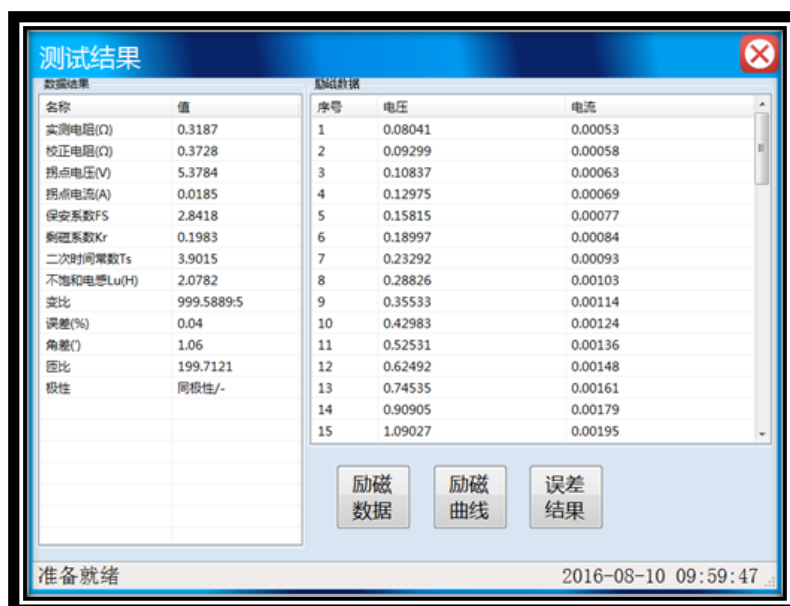 测试结果
数据结果
名称 值
实测电阻(Ω) 0.3187
校正电阻(Ω) 0.3728
拐点电压(V) 5.3784
拐点电流(A) 0.0185
保安系数FS 2.8418
剩磁系数Kr 0.1983
二次时间常数Ts 3.9015
不饱和电感Lu(H) 2.0782
变比 999.5889:5
误差(%) 0.04
角差(') 1.06
匝比 199.7121
极性 同极性/-
励磁数据
序号 电压 电流
1 0.08041 0.00053
2 0.09299 0.00058
3 0.10837 0.00063
4 0.12975 0.00069
5 0.15815 0.00077
6 0.18997 0.00084
7 0.23292 0.00093
8 0.28826 0.00103
9 0.35533 0.00114
10 0.42983 0.00124
11 0.52531 0.00136
12 0.62492 0.00148
13 0.74535 0.00161
14 0.90905 0.00179
15 1.09027 0.00195
励磁
数据
励磁
曲线
误差
结果
准备就绪 2016-08-10 09:59:47